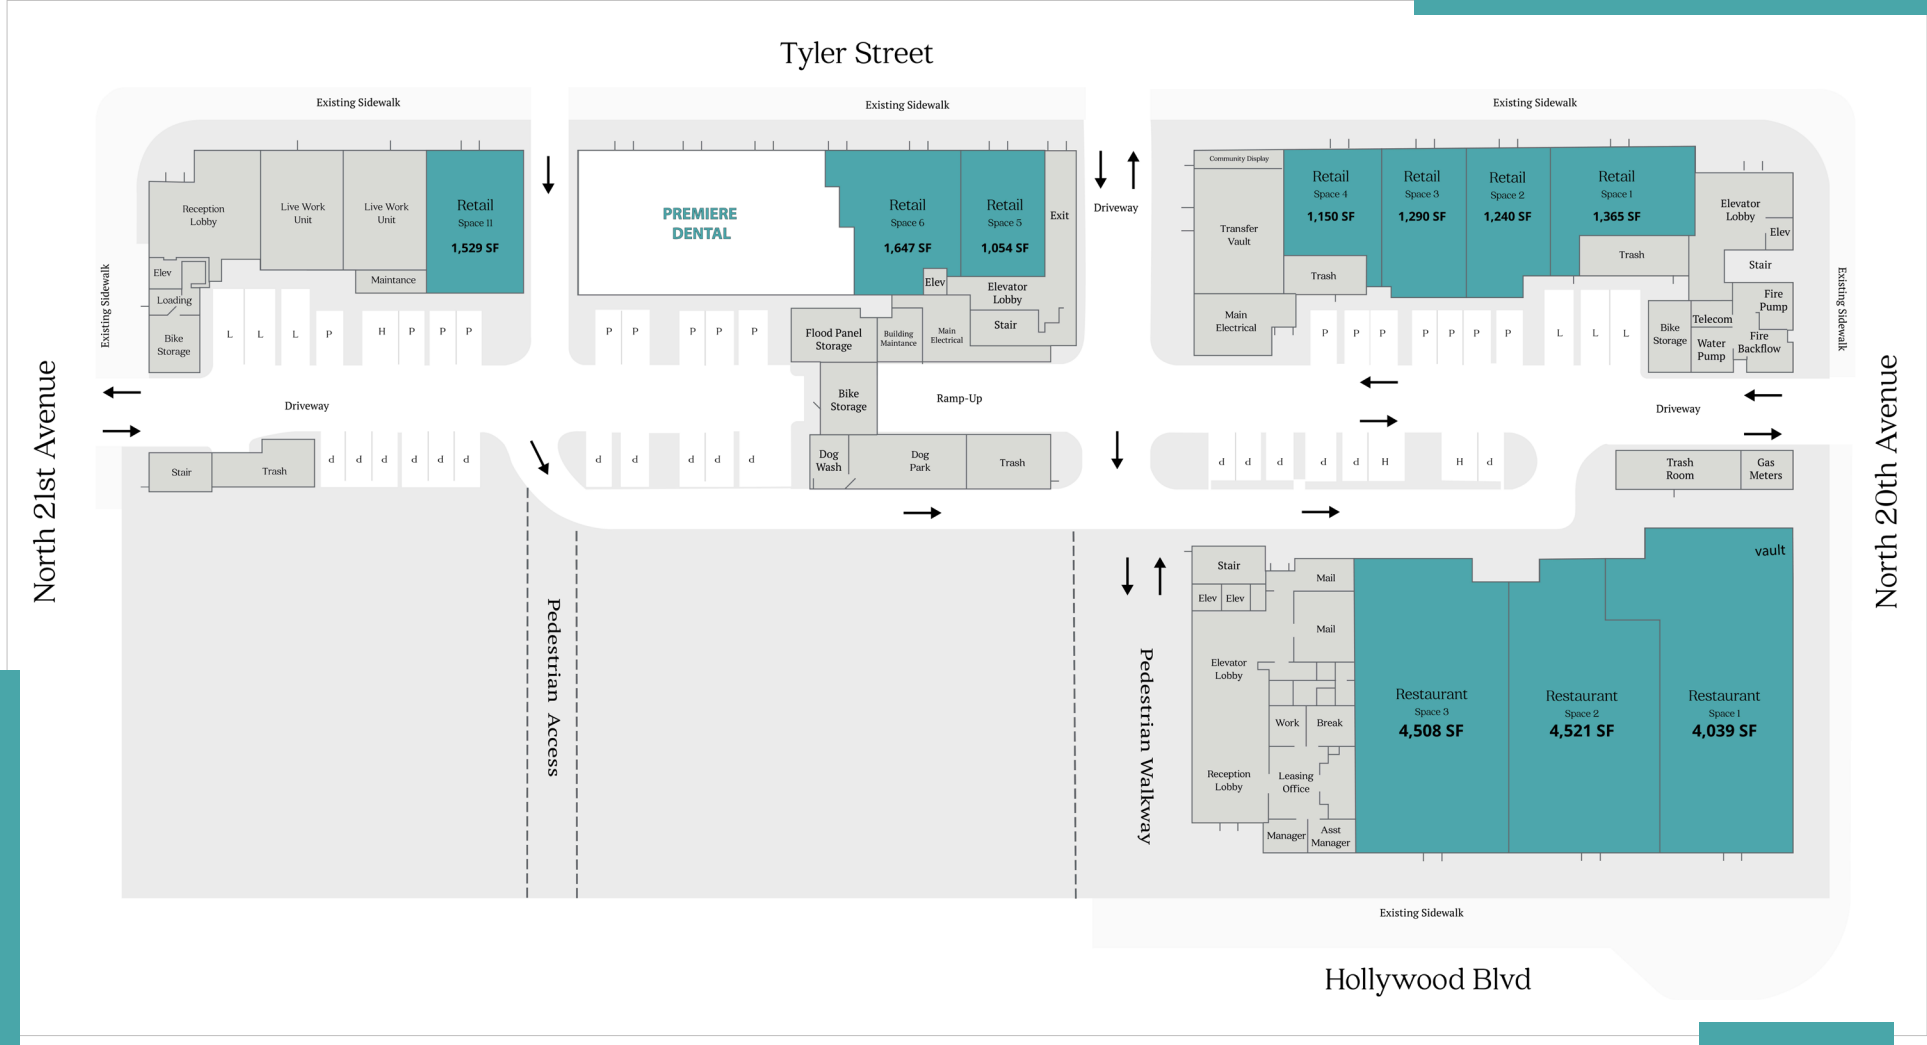 Tyler Street
Existing Sidewalk
Existing Sidewalk
Existing Sidewalk
Reception
Lobby
Live Work
Unit
Live Work
Unit
Retail
Space 11
1,529 SF
Elev
Loading
Bike
Storage
Maintance
Existing Sidewalk
PREMIERE
DENTAL
Retail
Space 6
1,647 SF
Retail
Space 5
1,054 SF
Exit
Elev
Elevator
Lobby
Stair
Flood Panel
Storage
Building
Maintance
Main
Electrical
Driveway
Community Display
Transfer
Vault
Main
Electrical
Trash
Retail
Space 4
1,150 SF
Retail
Space 3
1,290 SF
Retail
Space 2
1,240 SF
Retail
Space 1
1,365 SF
Trash
Elevator
Lobby
Elev
Stair
Fire
Pump
Telecom
Bike
Storage
Water
Pump
Fire
Backflow
Existing Sidewalk
L L L P H P P P
P P P P P
P P P P P P P L L L
Driveway
Bike
Storage
Ramp-Up
Driveway
North 21st Avenue
North 20th Avenue
Stair
Trash
d d d d d d
d d d d d
Dog
Wash
Dog
Park
Trash
d d d d d H H d
Trash
Room
Gas
Meters
Pedestrian Access
Pedestrian Walkway
Stair
Elev
Elev
Mail
Mail
Elevator
Lobby
Work
Break
Reception
Lobby
Leasing
Office
Manager
Asst
Manager
vault
Restaurant
Space 3
4,508 SF
Restaurant
Space 2
4,521 SF
Restaurant
Space 1
4,039 SF
Existing Sidewalk
Hollywood Blvd